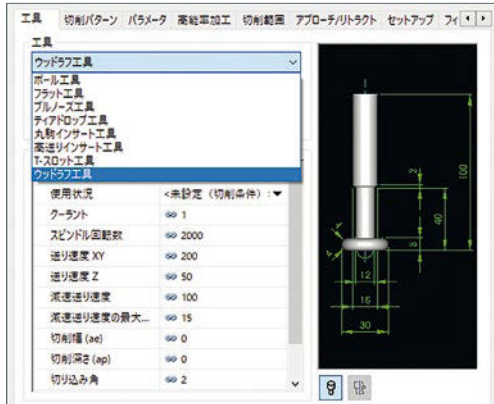 工具 切削パターン パラメータ 高能率加工 切削範囲 アプローチ/リトラクト セットアップ フィ
工具
ウッドラフ工具
ボール工具
フラット工具
ブルノーズ工具
ティアドロップ工具
丸駒インサート工具
高送りインサート工具
T-スロット工具
ウッドラフ工具
使用状況 <未設定（切削条件）:
クーラント 1
スピンドル回転数 2000
送り速度 XY 200
送り速度 Z 50
減速送り速度 100
減速送り速度の最大... 15
切削幅 (ae) 0
切削深さ (ap) 0
切り込み角 2
2
100
40
8
4
4
12
16
30